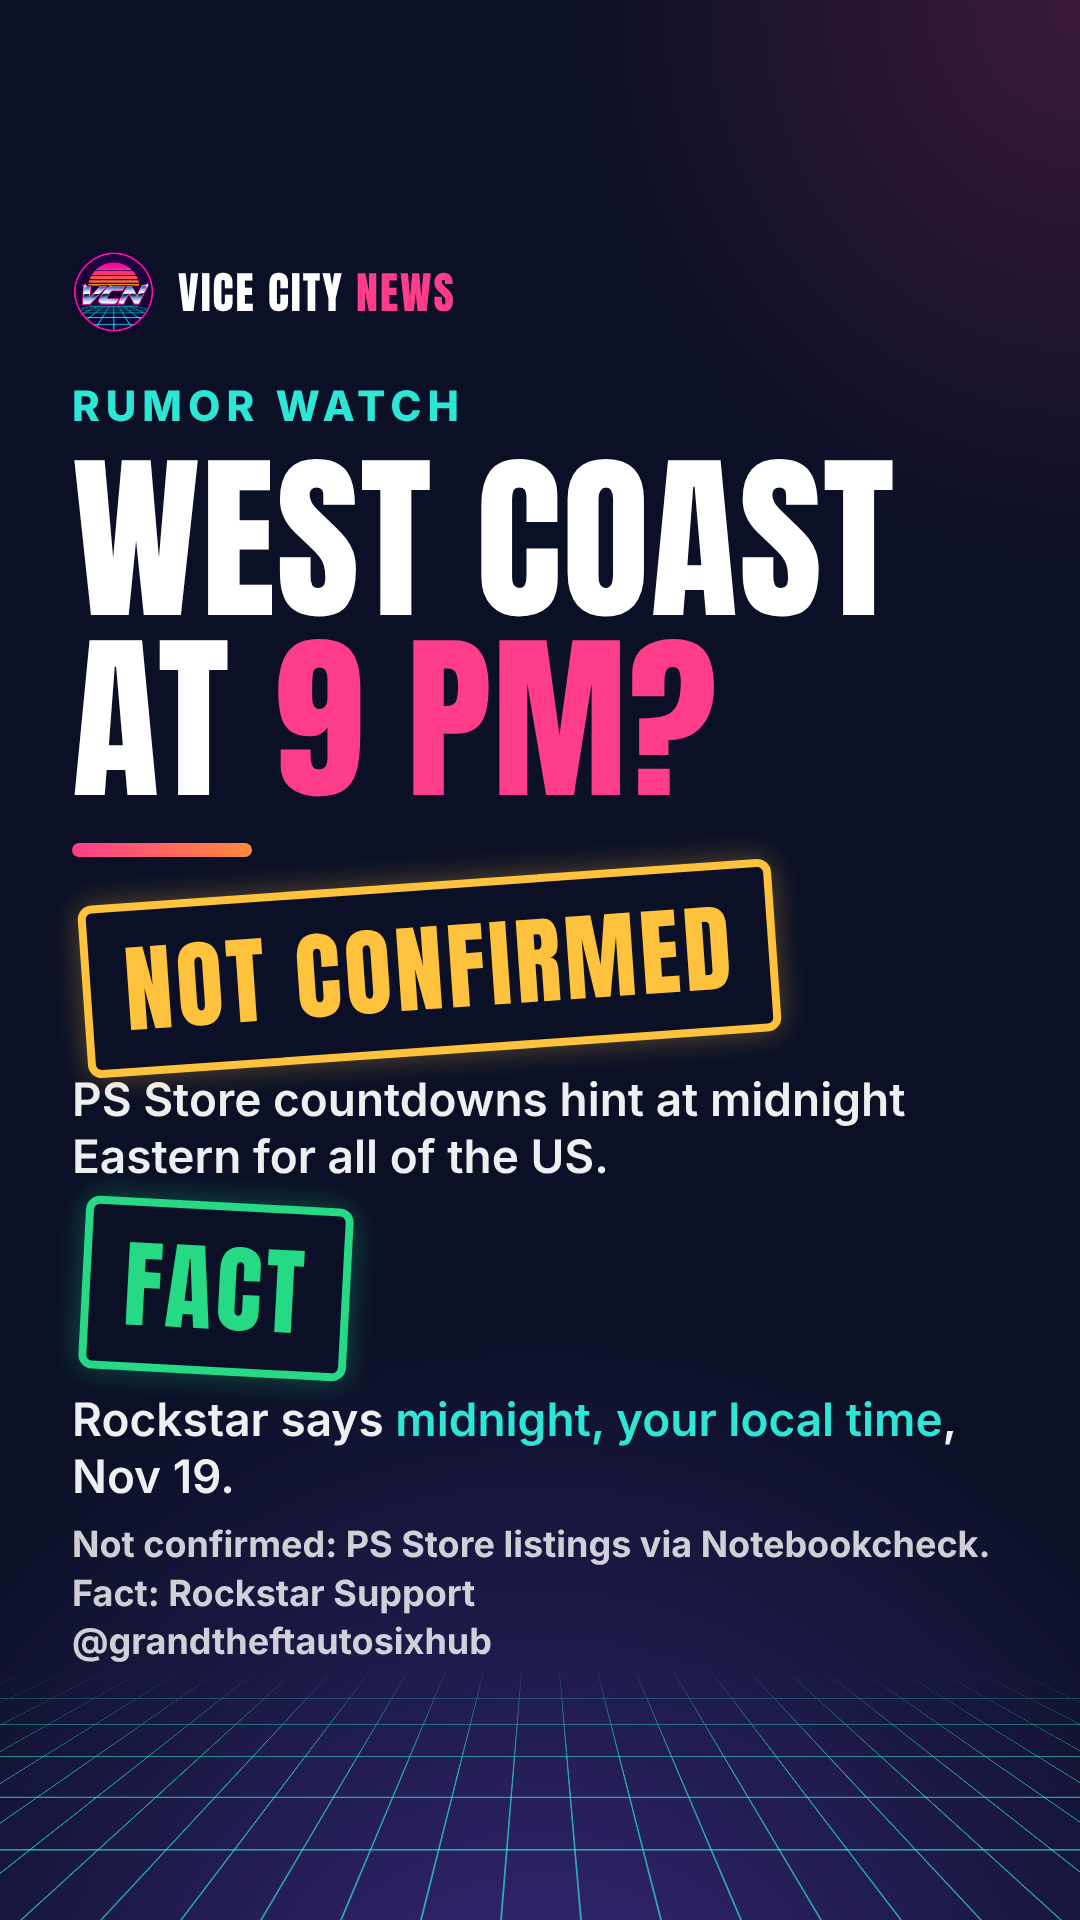 VCN
VICE CITY NEWS
RUMOR WATCH
WEST COAST
AT 9 PM?
NOT CONFIRMED
PS Store countdowns hint at midnight
Eastern for all of the US.
FACT
Rockstar says midnight, your local time,
Nov 19.
Not confirmed: PS Store listings via Notebookcheck.
Fact: Rockstar Support
@grandtheftautosixhub